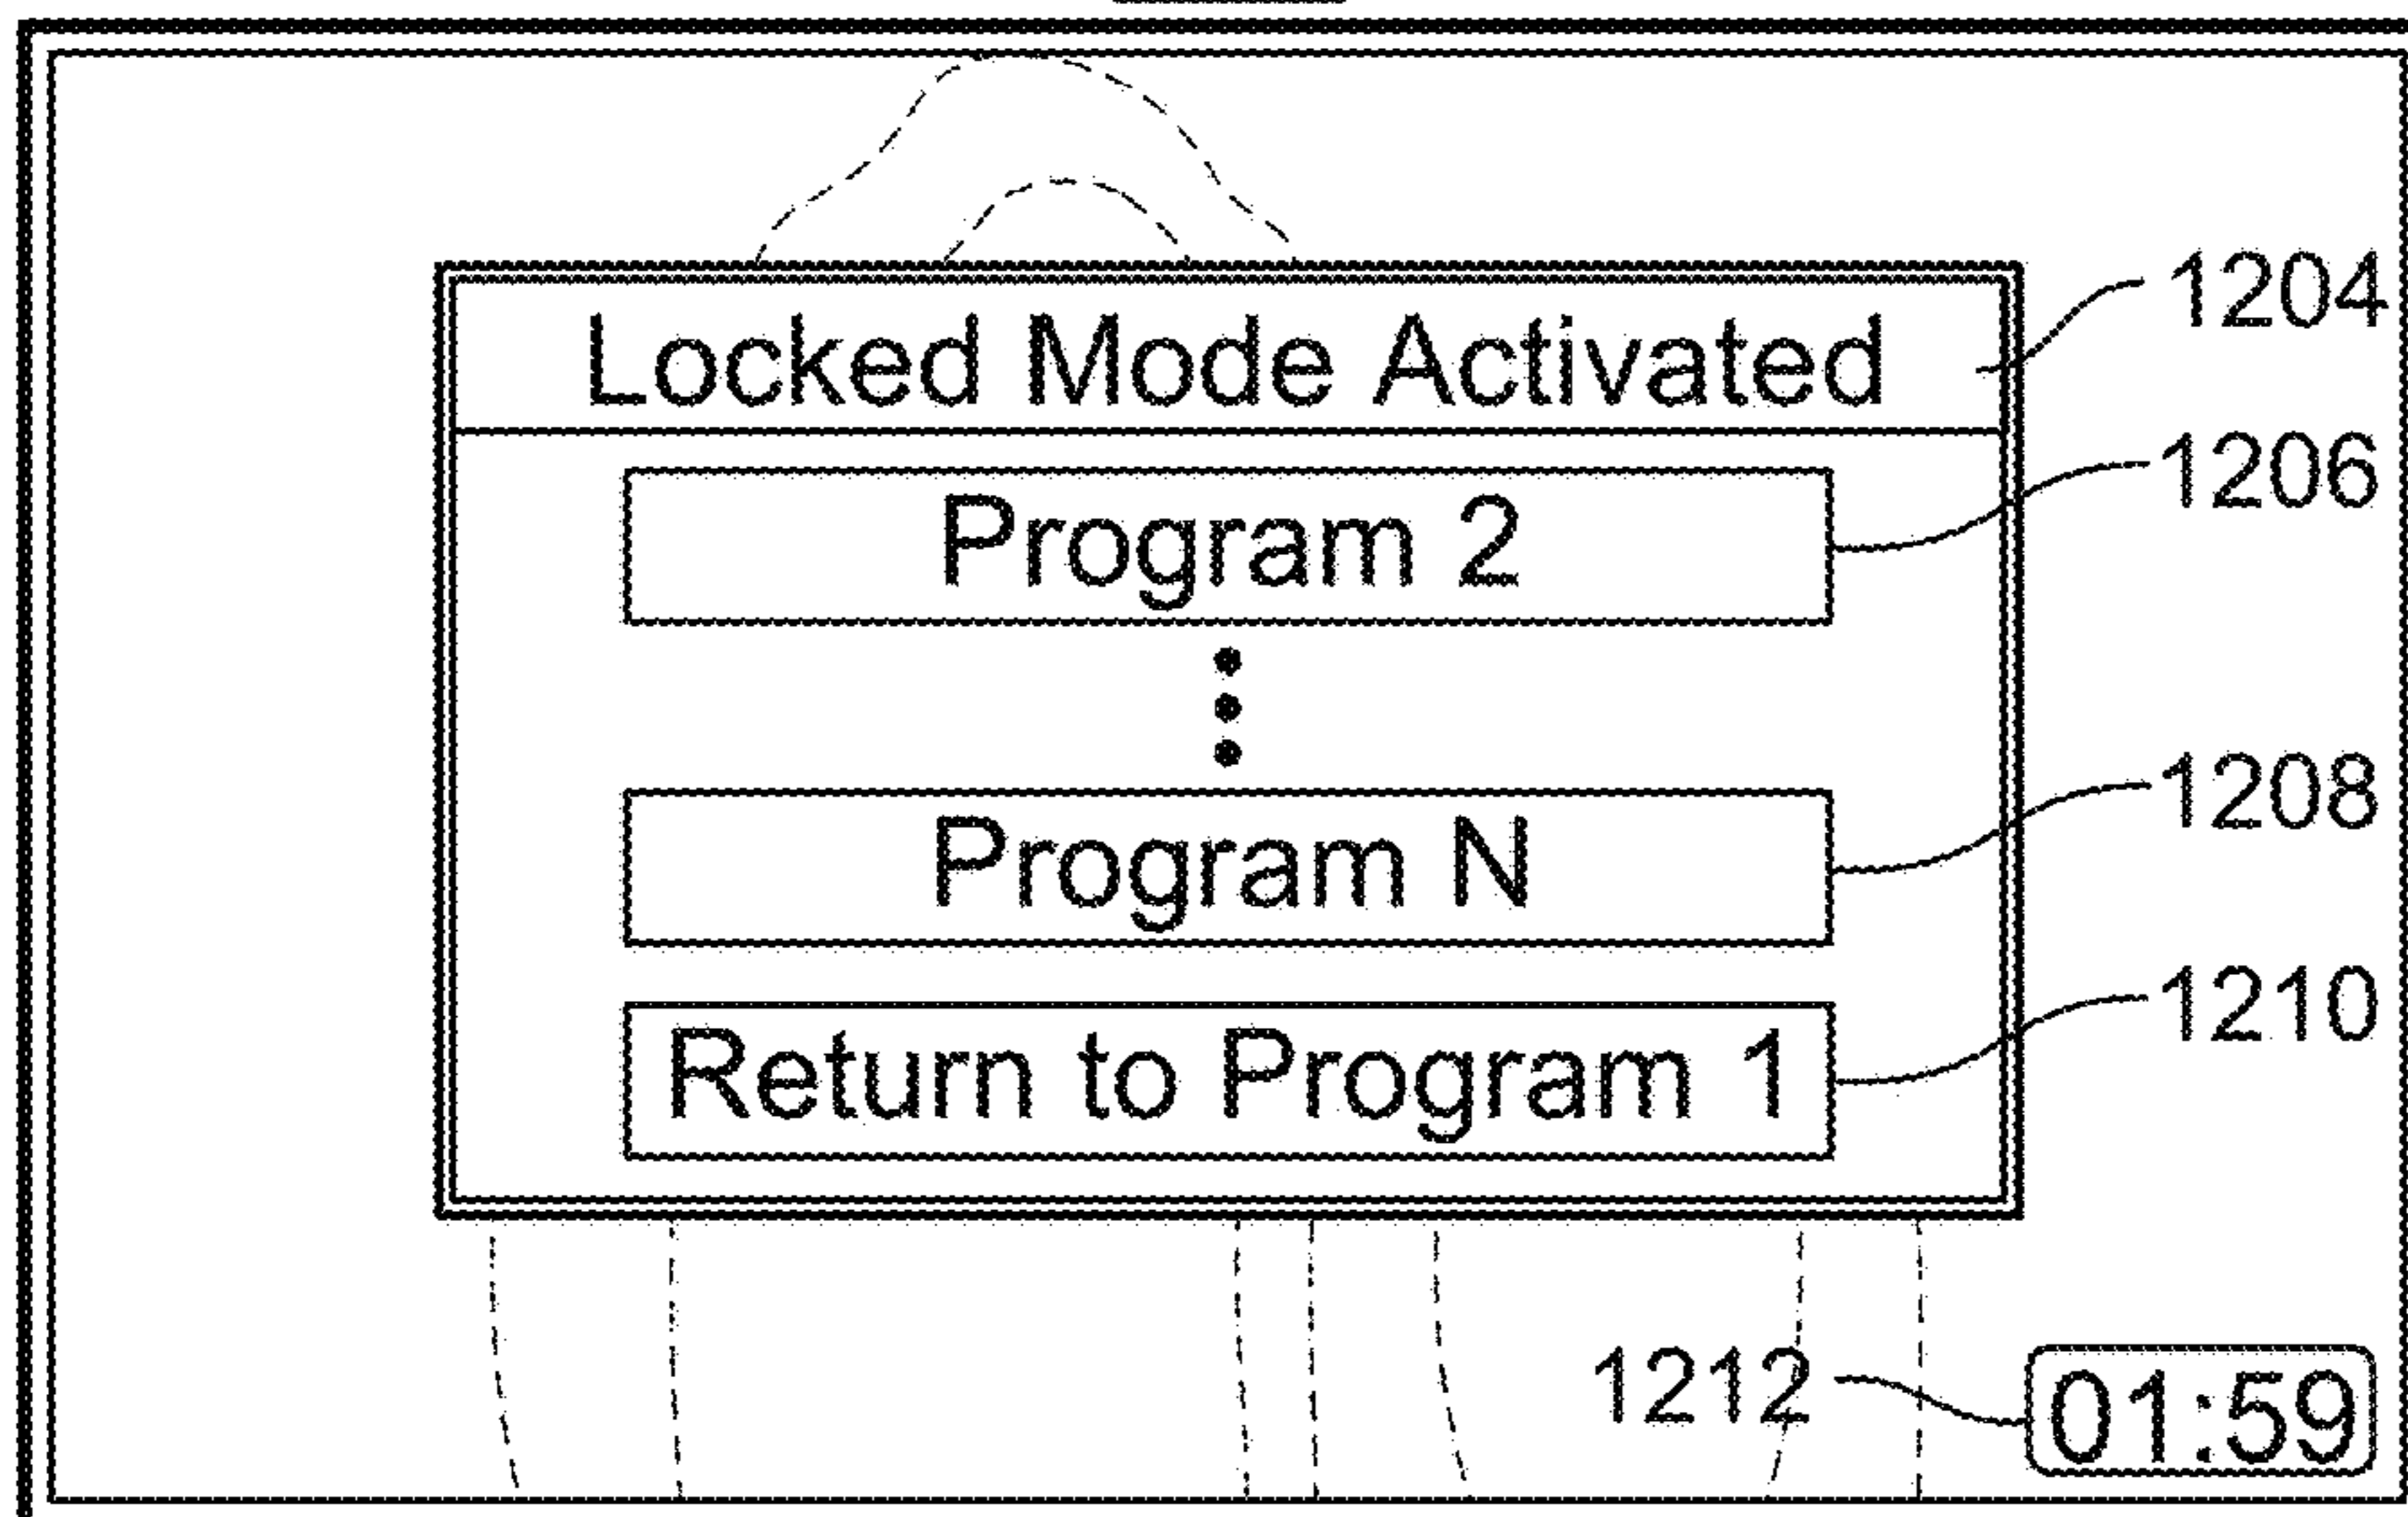 Locked Mode Activated
1204
Program 2
1206
Program N
1208
Return to Program 1
1210
1212
01:59